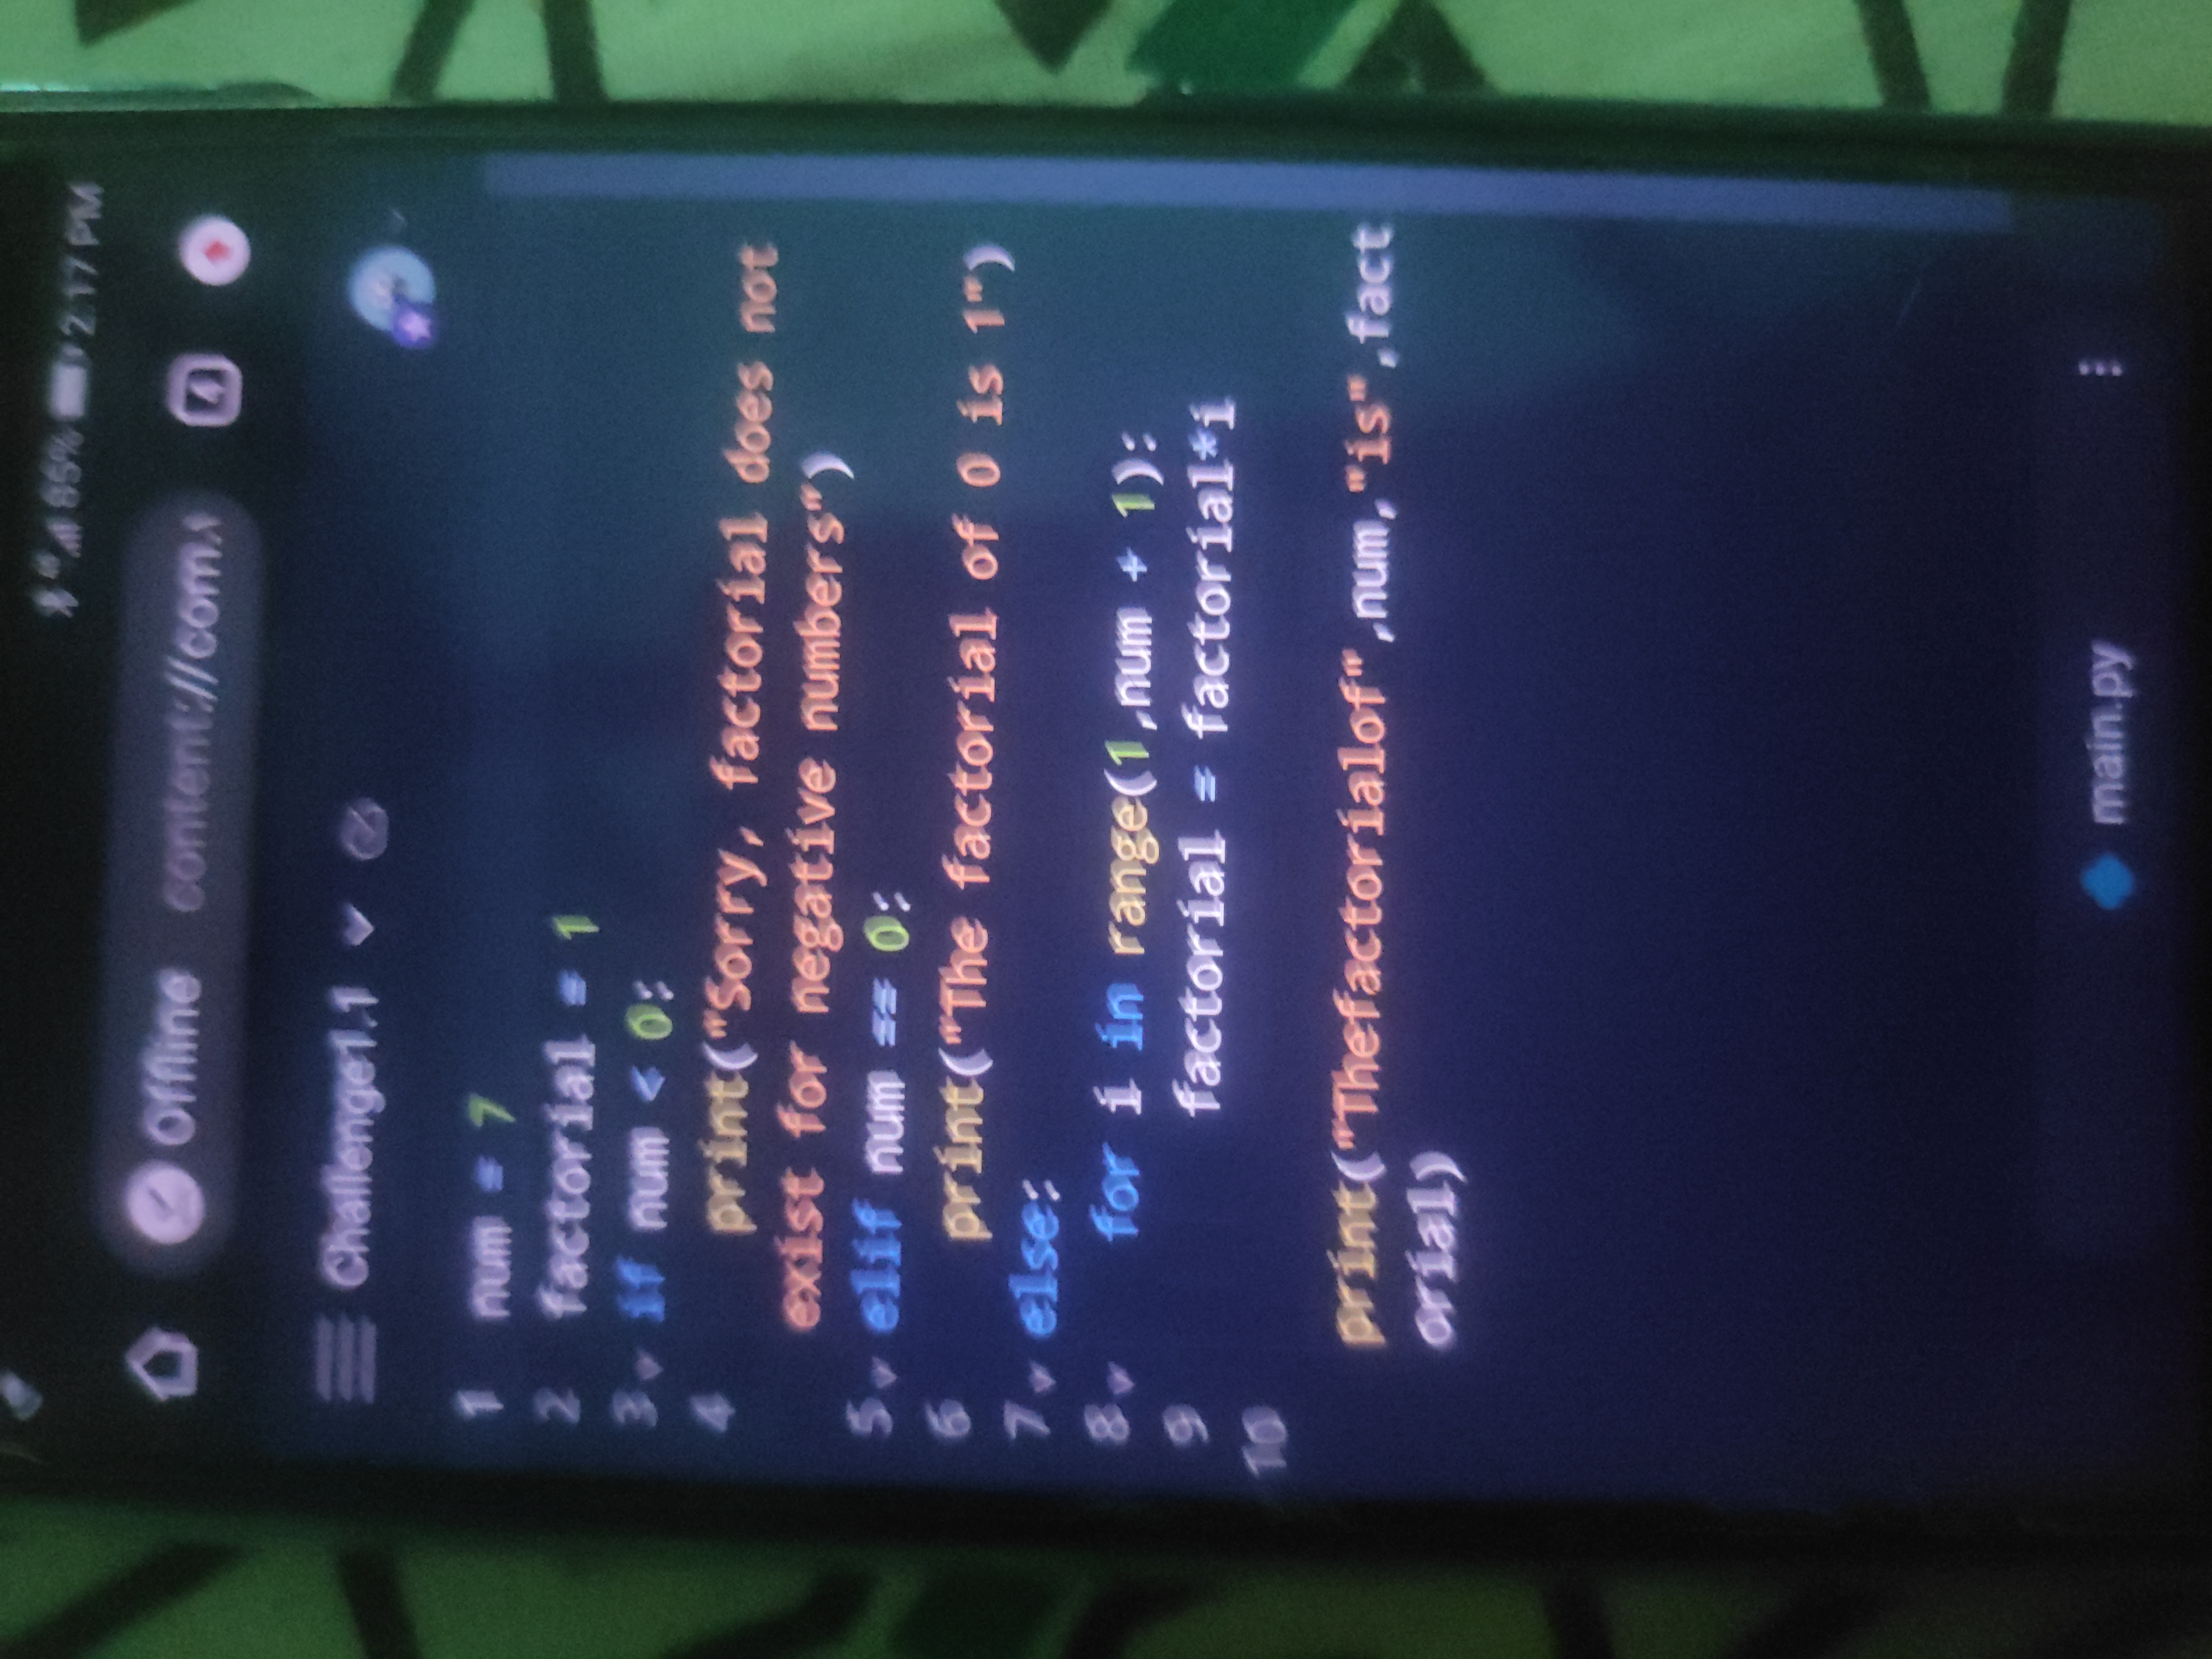 85% 2:17 PM
Offline content://com.
4
Challenge1.1
1 num = 7
2 factorial = 1
3 if num < 0:
4 print("Sorry, factorial does not
exist for negative numbers")
5 elif num == 0:
6 print("The factorial of 0 is 1")
7 else:
8 for i in range(1,num + 1):
9 factorial = factorial*i
10
print("Thefactorialof",num,"is",fact
orial)
main.py